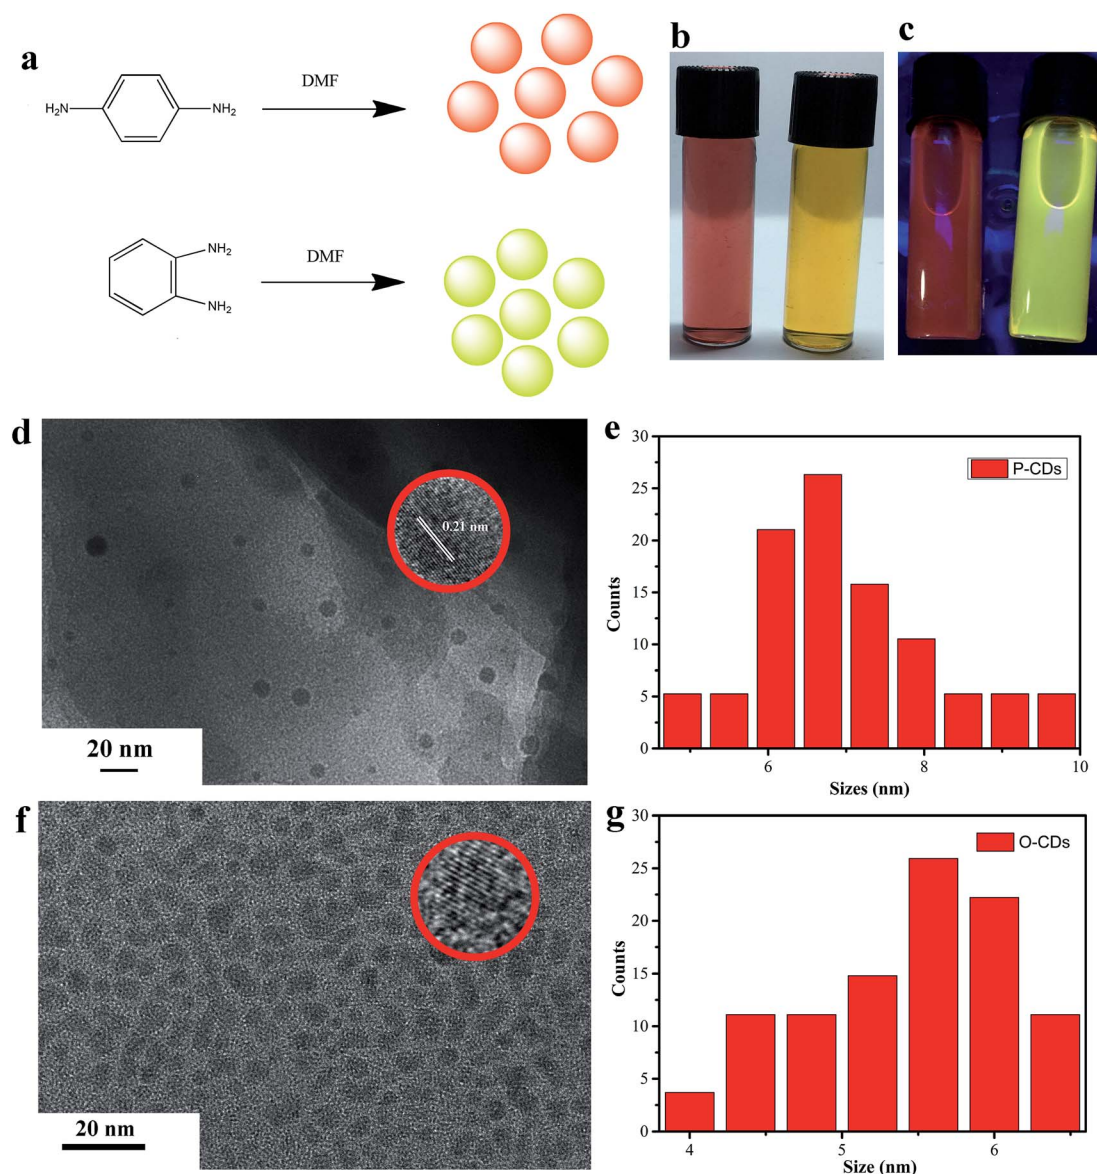 a
H₂N
NH₂
DMF
NH₂
NH₂
DMF
b
c
d
0.21 nm
20 nm
e
30
25
20
15
10
5
0
Counts
P-CDs
6
8
10
Sizes (nm)
f
20 nm
g
30
25
20
15
10
5
0
Counts
O-CDs
4
5
6
Size (nm)